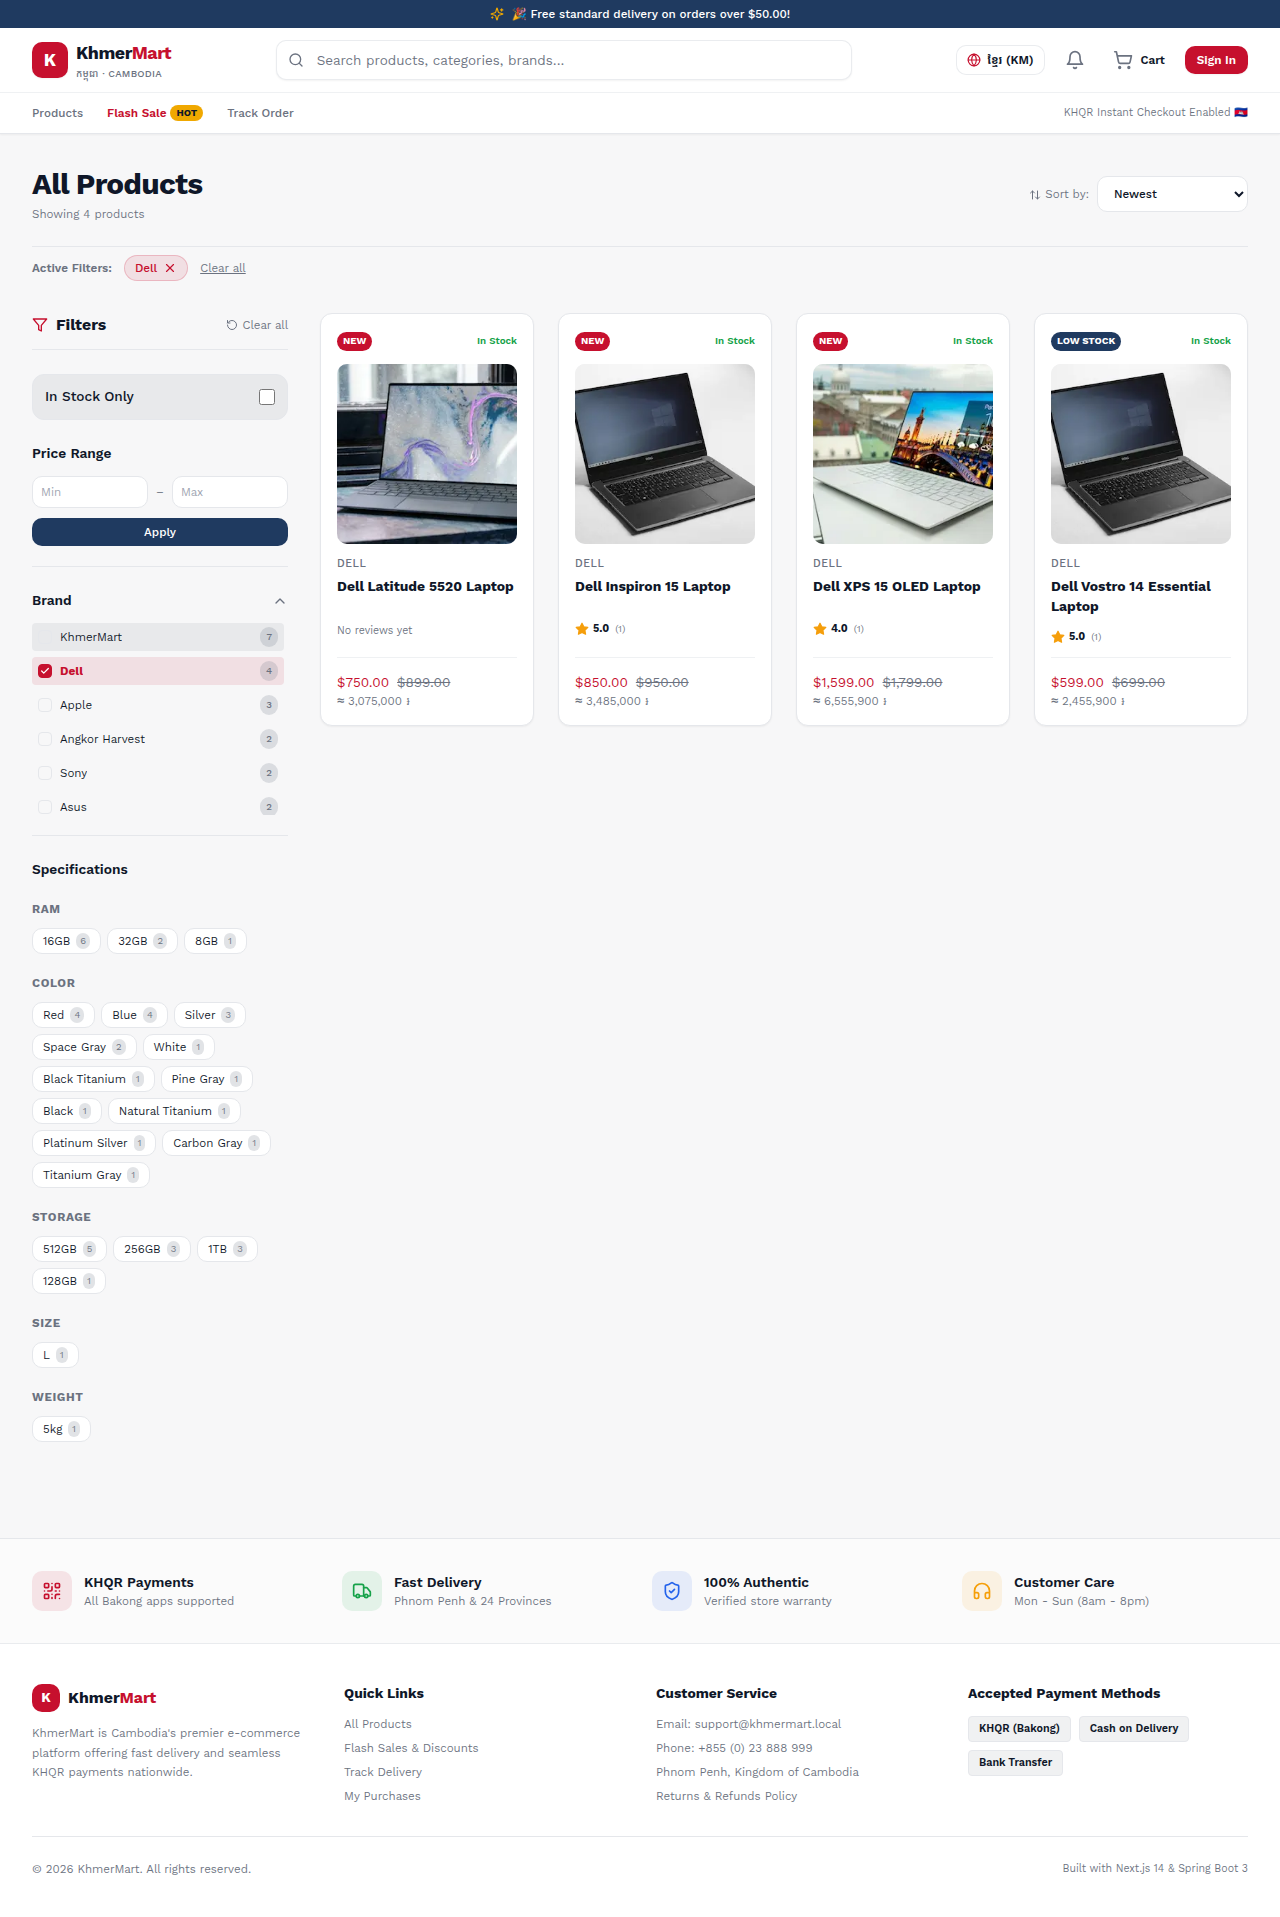 ✨ 🎉 Free standard delivery on orders over $50.00!
K
KhmerMart
កម្ពុជា · CAMBODIA
Search products, categories, brands...
ខ្មែរ (KM)
Cart
Sign In
Products
Flash Sale HOT
Track Order
KHQR Instant Checkout Enabled 🇰🇭
All Products
Showing 4 products
Sort by:
Newest
Active Filters:
Dell
Clear all
Filters
Clear all
In Stock Only
Price Range
Min
–
Max
Apply
Brand
KhmerMart 7
Dell 4
Apple 3
Angkor Harvest 2
Sony 2
Asus 2
Specifications
RAM
16GB 6 32GB 2 8GB 1
COLOR
Red 4 Blue 4 Silver 3
Space Gray 2 White 1
Black Titanium 1 Pine Gray 1
Black 1 Natural Titanium 1
Platinum Silver 1 Carbon Gray 1
Titanium Gray 1
STORAGE
512GB 5 256GB 3 1TB 3
128GB 1
SIZE
L 1
WEIGHT
5kg 1
NEW
In Stock
DELL
Dell Latitude 5520 Laptop
No reviews yet
$750.00 $899.00
≈ 3,075,000 ៛
NEW
In Stock
DELL
Dell Inspiron 15 Laptop
5.0 (1)
$850.00 $950.00
≈ 3,485,000 ៛
NEW
In Stock
DELL
Dell XPS 15 OLED Laptop
4.0 (1)
$1,599.00 $1,799.00
≈ 6,555,900 ៛
LOW STOCK
In Stock
DELL
Dell Vostro 14 Essential
Laptop
5.0 (1)
$599.00 $699.00
≈ 2,455,900 ៛
KHQR Payments
All Bakong apps supported
Fast Delivery
Phnom Penh & 24 Provinces
100% Authentic
Verified store warranty
Customer Care
Mon - Sun (8am - 8pm)
K
KhmerMart
KhmerMart is Cambodia's premier e-commerce
platform offering fast delivery and seamless
KHQR payments nationwide.
Quick Links
All Products
Flash Sales & Discounts
Track Delivery
My Purchases
Customer Service
Email: support@khmermart.local
Phone: +855 (0) 23 888 999
Phnom Penh, Kingdom of Cambodia
Returns & Refunds Policy
Accepted Payment Methods
KHQR (Bakong)
Cash on Delivery
Bank Transfer
© 2026 KhmerMart. All rights reserved.
Built with Next.js 14 & Spring Boot 3